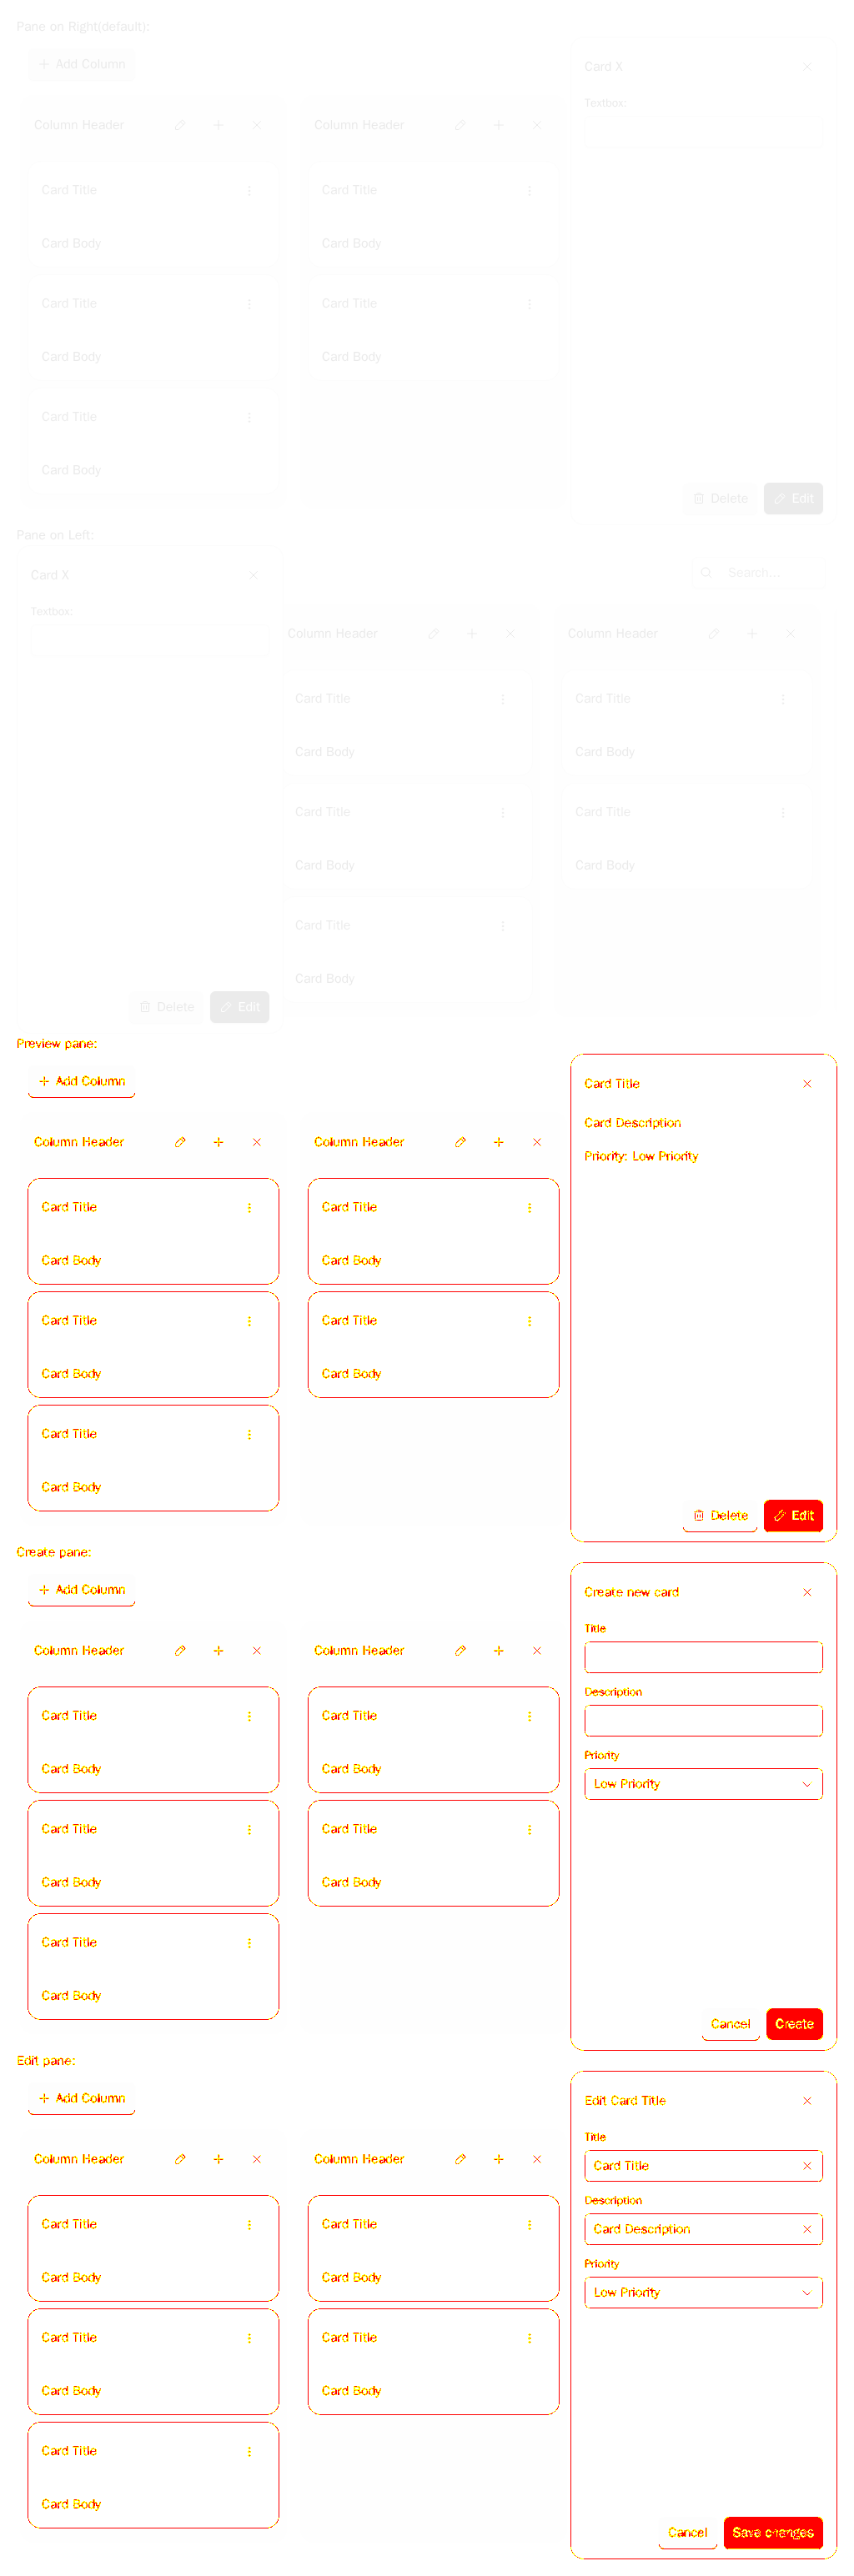 Pane on Right(default):
Add Column
Card X
Textbox:
Column Header
Column Header
Card Title
Card Title
Card Body
Card Body
Card Title
Card Title
Card Body
Card Body
Card Title
Card Body
Delete
Edit
Pane on Left:
Card X
Search...
Textbox:
Column Header
Column Header
Card Title
Card Title
Card Body
Card Body
Card Title
Card Title
Card Body
Card Body
Card Title
Card Body
Delete
Edit
Preview pane:
Add Column
Card Title
Card Description
Column Header
Column Header
Priority: Low Priority
Card Title
Card Title
Card Body
Card Body
Card Title
Card Title
Card Body
Card Body
Card Title
Card Body
Delete
Edit
Create pane:
Add Column
Create new card
Title
Column Header
Column Header
Description
Card Title
Card Title
Priority
Card Body
Card Body
Low Priority
Card Title
Card Title
Card Body
Card Body
Card Title
Card Body
Cancel
Create
Edit pane:
Add Column
Edit Card Title
Title
Column Header
Column Header
Card Title
Description
Card Title
Card Title
Card Description
Priority
Card Body
Card Body
Low Priority
Card Title
Card Title
Card Body
Card Body
Card Title
Card Body
Cancel
Save changes